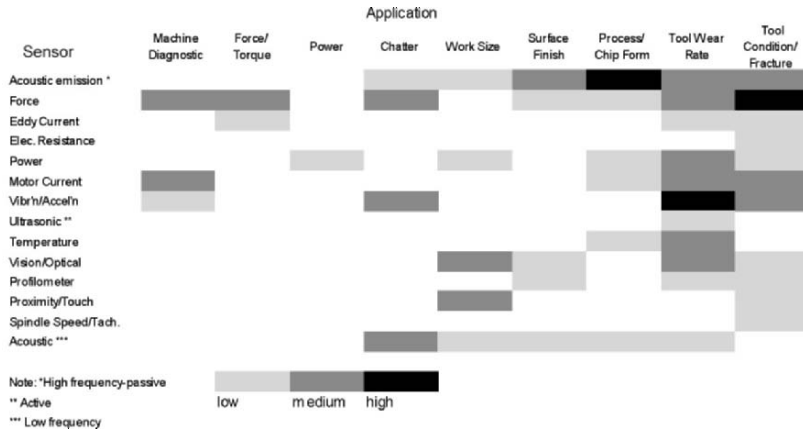 Application
Sensor
Machine Diagnostic
Force/ Torque
Power
Chatter
Work Size
Surface Finish
Process/ Chip Form
Tool Wear Rate
Tool Condition/ Fracture
Acoustic emission *
Force
Eddy Current
Elec. Resistance
Power
Motor Current
Vibr'n/Accel'n
Ultrasonic **
Temperature
Vision/Optical
Profilometer
Proximity/Touch
Spindle Speed/Tach.
Acoustic ***
Note: *High frequency-passive
** Active
low medium high
*** Low frequency